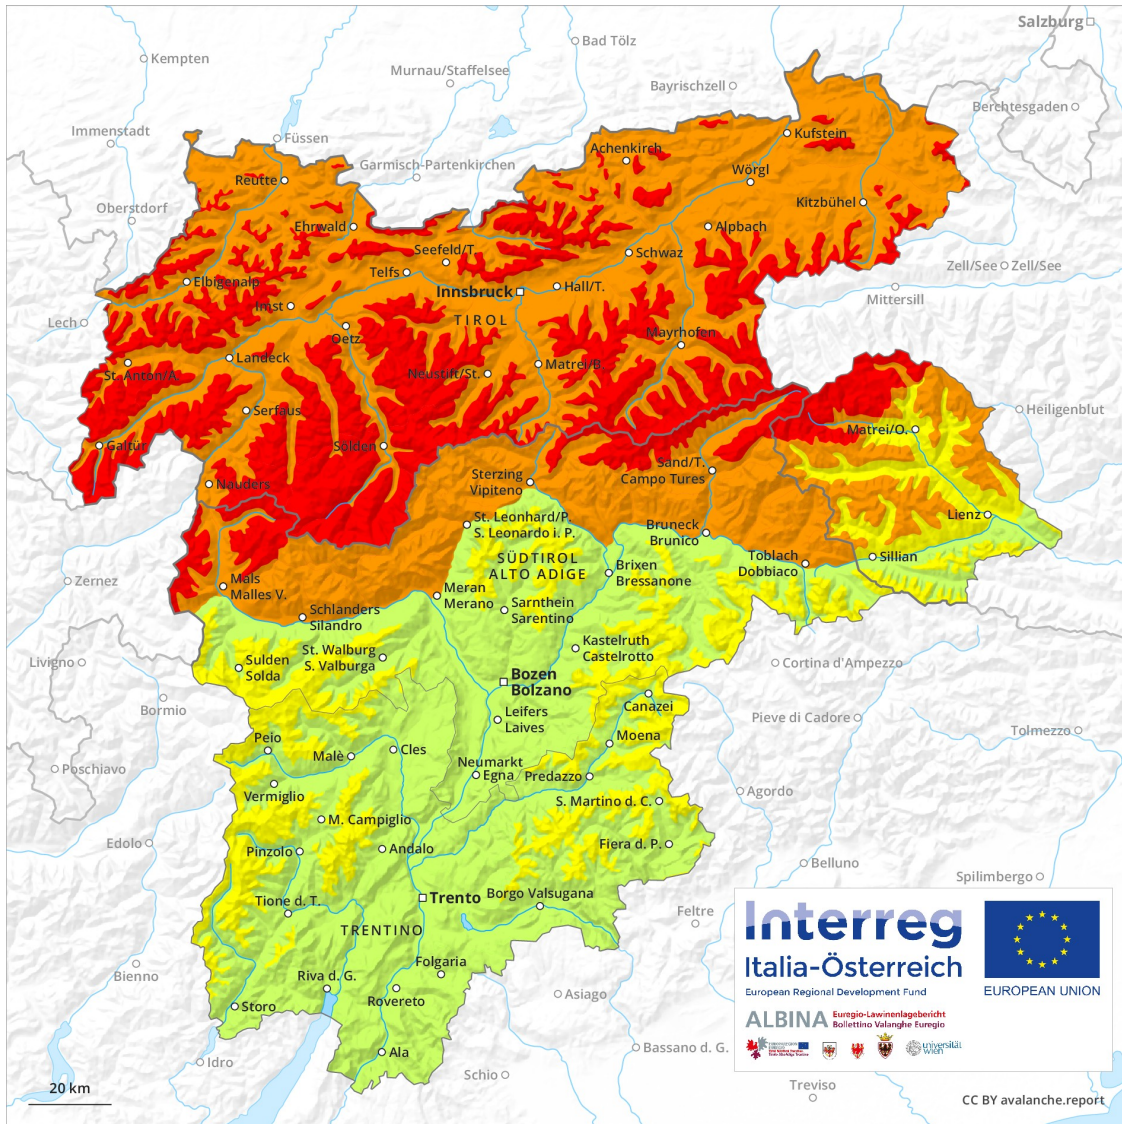 Salzburg
Bad Tölz
Kempten
Murnau/Staffelsee
Bayrischzell
Berchtesgaden
Immenstadt
Füssen
Kufstein
Achenkirch
Garmisch-Partenkirchen
Wörgl
Reutte
Oberstdorf
Kitzbühel
Ehrwald
Alpbach
Seefeld/T.
Schwaz
Telfs
Zell/See
Zell/See
Elbigenalp
Innsbruck
Hall/T.
Mittersill
Imst
Lech
TIROL
Oetz
Mayrhofen
Landeck
Matrei/B.
St. Anton/A.
Neustift/St.
Serfaus
Heiligenblut
Matrei/O.
Galtür
Sölden
Sand/T.
Campo Tures
Sterzing
Vipiteno
Nauders
Lienz
St. Leonhard/P.
S. Leonardo i. P.
Bruneck
Brunico
SÜDTIROL
ALTO ADIGE
Toblach
Dobbiaco
Sillian
Brixen
Bressanone
Zernez
Mals
Malles V.
Meran
Merano
Sarnthein
Sarentino
Schlanders
Silandro
Kastelruth
Castelrotto
St. Walburg
S. Valburga
Livigno
Sulden
Solda
Cortina d'Ampezzo
Bozen
Bolzano
Bormio
Canazei
Leifers
Laives
Pieve di Cadore
Tolmezzo
Peio
Moena
Malè
Cles
Neumarkt
Egna
Predazzo
Poschiavo
Agordo
Vermiglio
S. Martino d. C.
M. Campiglio
Edolo
Pinzolo
Andalo
Fiera d. P.
Belluno
Spilimbergo
Tione d. T.
Trento
Borgo Valsugana
Feltre
TRENTINO
Folgaria
Bienno
Riva d. G.
Rovereto
Asiago
Storo
Bassano d. G.
Ala
Idro
Schio
Treviso
20 km
Interreg
Italia-Österreich
European Regional Development Fund
EUROPEAN UNION
ALBINA
Euregio-Lawinenlagebericht
Bollettino Valanghe Euregio
universität
wien
CC BY avalanche.report